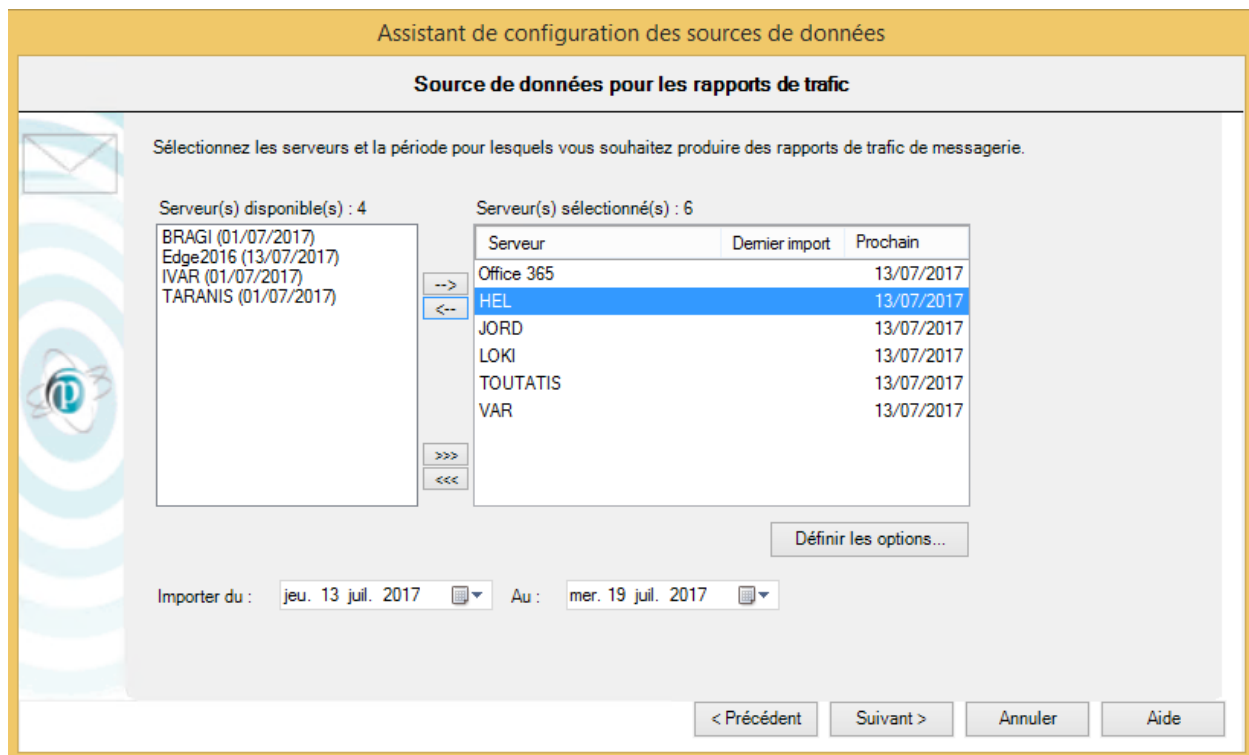 Assistant de configuration des sources de données
Source de données pour les rapports de trafic
Sélectionnez les serveurs et la période pour lesquels vous souhaitez produire des rapports de trafic de messagerie.
Serveur(s) disponible(s) : 4
BRAGI (01/07/2017)
Edge2016 (13/07/2017)
IVAR (01/07/2017)
TARANIS (01/07/2017)
-->
<--
>>>
<<<
Serveur(s) sélectionné(s) : 6
Serveur Dernier import Prochain
Office 365 13/07/2017
HEL 13/07/2017
JORD 13/07/2017
LOKI 13/07/2017
TOUTATIS 13/07/2017
VAR 13/07/2017
Définir les options...
Importer du : jeu. 13 juil. 2017 Au : mer. 19 juil. 2017
< Précédent Suivant > Annuler Aide